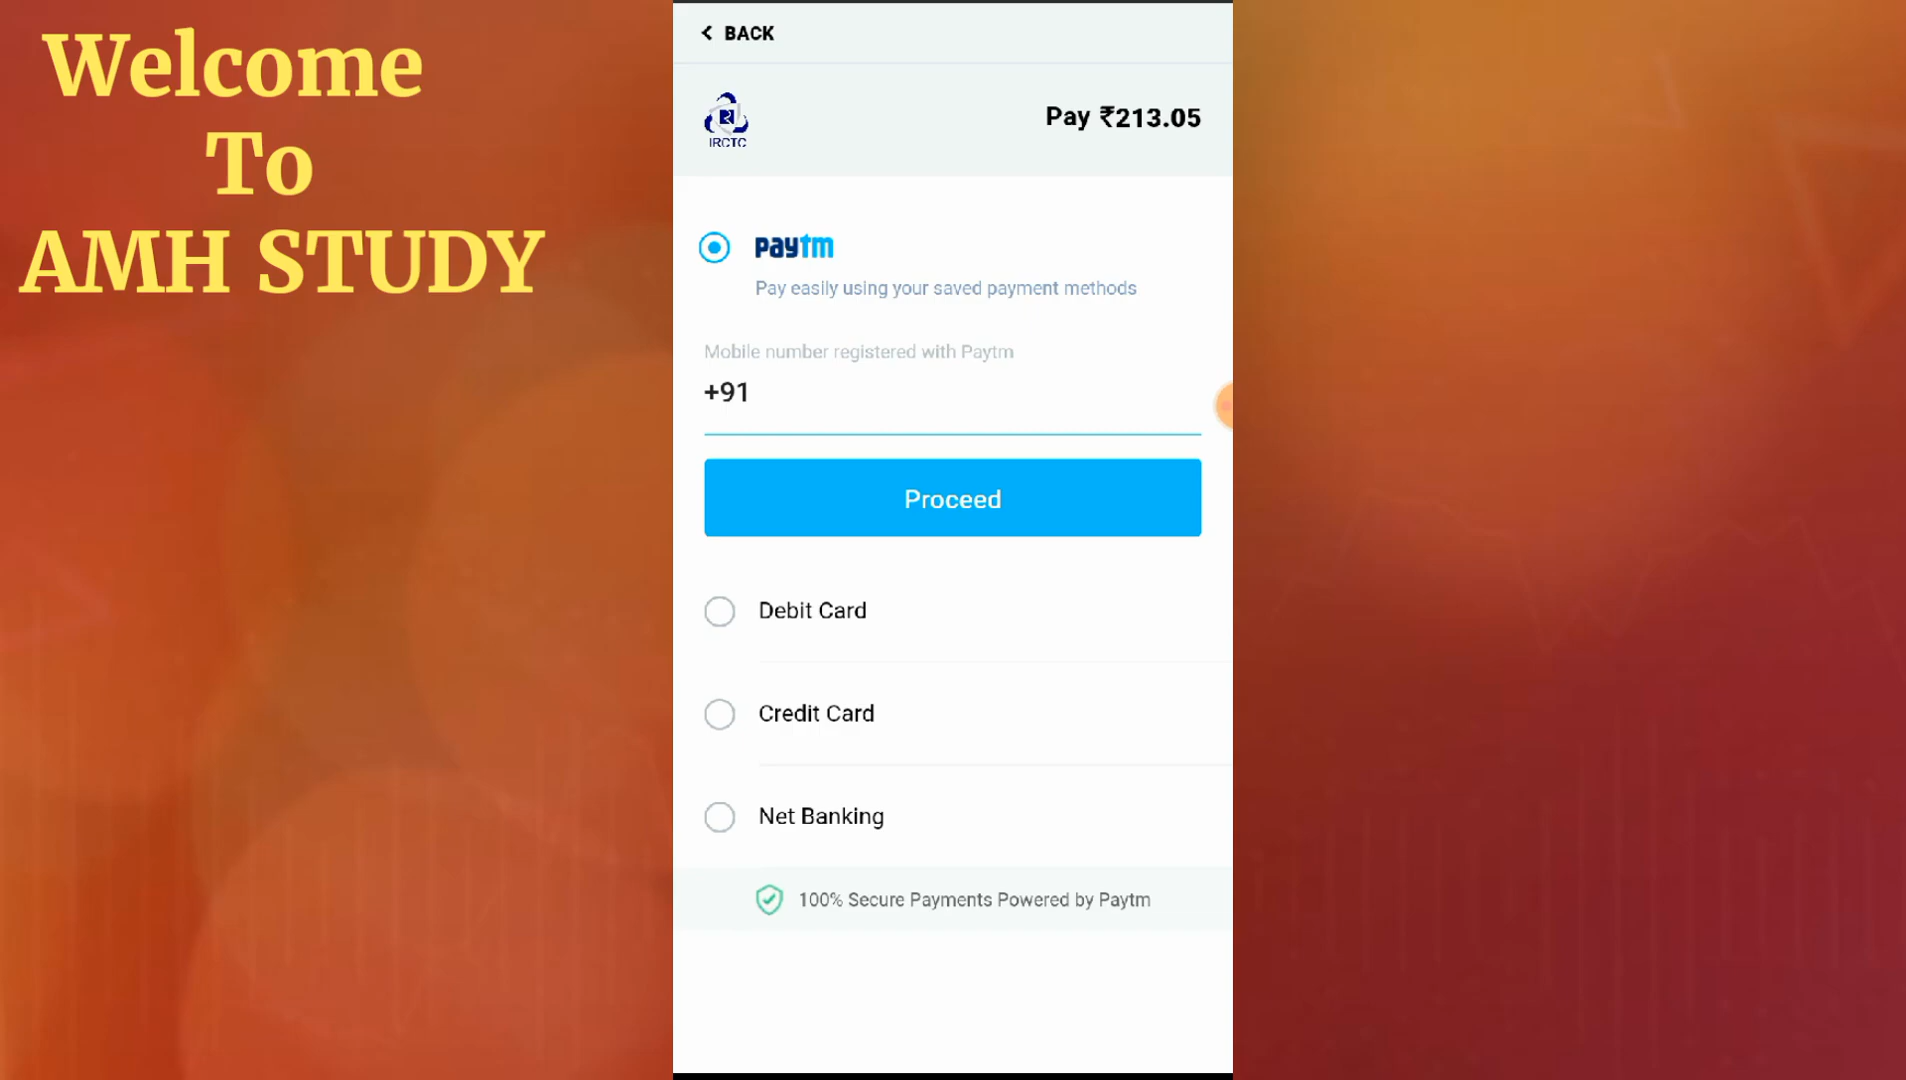 Welcome
To
AMH STUDY
BACK
IRCTC
Pay ₹213.05
paytm
Pay easily using your saved payment methods
Mobile number registered with Paytm
+91
Proceed
Debit Card
Credit Card
Net Banking
100% Secure Payments Powered by Paytm